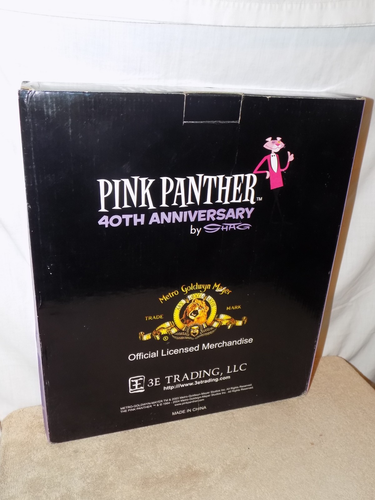 PINK PANTHER™
40TH ANNIVERSARY
by SHAG
Metro Goldwyn Mayer
TRADE MARK
Official Licensed Merchandise
3E TRADING, LLC
http://www.3etrading.com
MADE IN CHINA